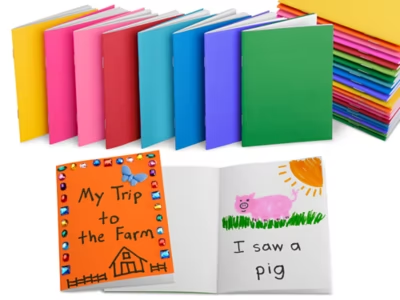 My Trip
to
the Farm
I saw a
pig